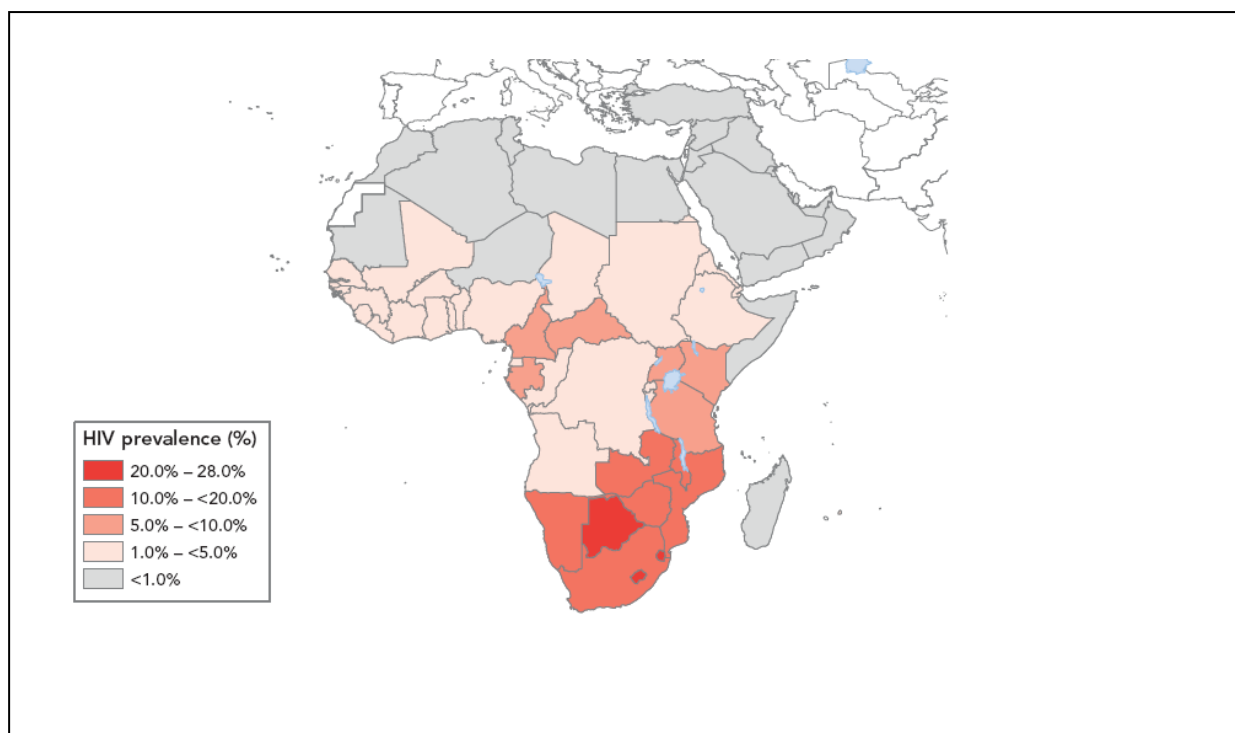 HIV prevalence (%)
20.0% – 28.0%
10.0% – <20.0%
5.0% – <10.0%
1.0% – <5.0%
<1.0%